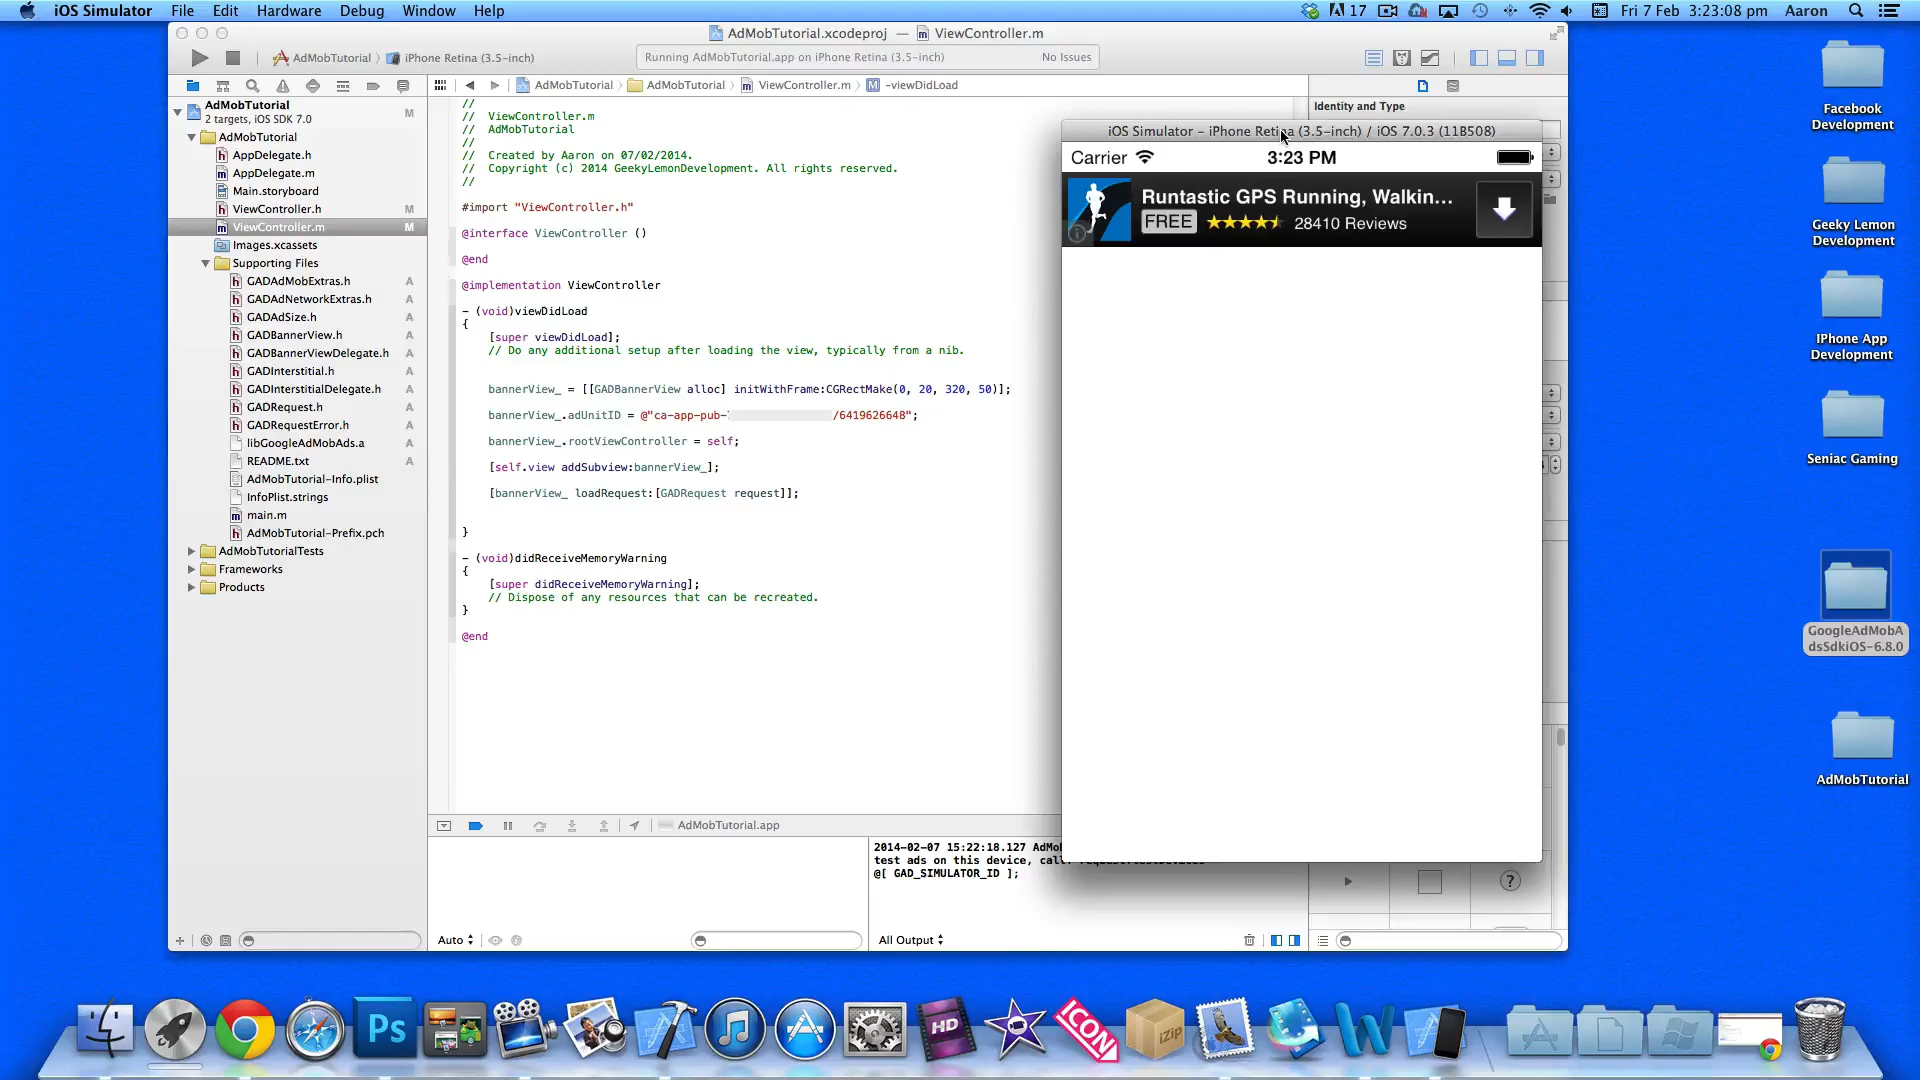 iOS Simulator File Edit Hardware Debug Window Help
17 Fri 7 Feb 3:23:08 pm Aaron
AdMobTutorial.xcodeproj — ViewController.m
AdMobTutorial iPhone Retina (3.5-inch)
Running AdMobTutorial.app on iPhone Retina (3.5-inch) No Issues
AdMobTutorial AdMobTutorial ViewController.m -viewDidLoad
AdMobTutorial M
2 targets, iOS SDK 7.0
AdMobTutorial
AppDelegate.h
AppDelegate.m
Main.storyboard
ViewController.h M
ViewController.m M
Images.xcassets
Supporting Files
GADAdMobExtras.h A
GADAdNetworkExtras.h A
GADAdSize.h A
GADBannerView.h A
GADBannerViewDelegate.h A
GADInterstitial.h A
GADInterstitialDelegate.h A
GADRequest.h A
GADRequestError.h A
libGoogleAdMobAds.a A
README.txt A
AdMobTutorial-Info.plist
InfoPlist.strings
main.m
AdMobTutorial-Prefix.pch
AdMobTutorialTests
Frameworks
Products
//
// ViewController.m
// AdMobTutorial
//
// Created by Aaron on 07/02/2014.
// Copyright (c) 2014 GeekyLemonDevelopment. All rights reserved.
//
#import "ViewController.h"
@interface ViewController ()
@end
@implementation ViewController
- (void)viewDidLoad
{
[super viewDidLoad];
// Do any additional setup after loading the view, typically from a nib.
bannerView_ = [[GADBannerView alloc] initWithFrame:CGRectMake(0, 20, 320, 50)];
bannerView_.adUnitID = @"ca-app-pub- /6419626648";
bannerView_.rootViewController = self;
[self.view addSubview:bannerView_];
[bannerView_ loadRequest:[GADRequest request]];
}
- (void)didReceiveMemoryWarning
{
[super didReceiveMemoryWarning];
// Dispose of any resources that can be recreated.
}
@end
AdMobTutorial.app
2014-02-07 15:22:18.127
test ads on this device,
@[ GAD_SIMULATOR_ID ];
Auto
All Output
Identity and Type
iOS Simulator - iPhone Retina (3.5-inch) / iOS 7.0.3 (11B508)
Carrier 3:23 PM
Runtastic GPS Running, Walkin...
FREE 28410 Reviews
?
Facebook
Development
Geeky Lemon
Development
IPhone App
Development
Seniac Gaming
GoogleAdMobA
dsSdkiOS-6.8.0
AdMobTutorial
Ps
HD
ICON
iZip
W